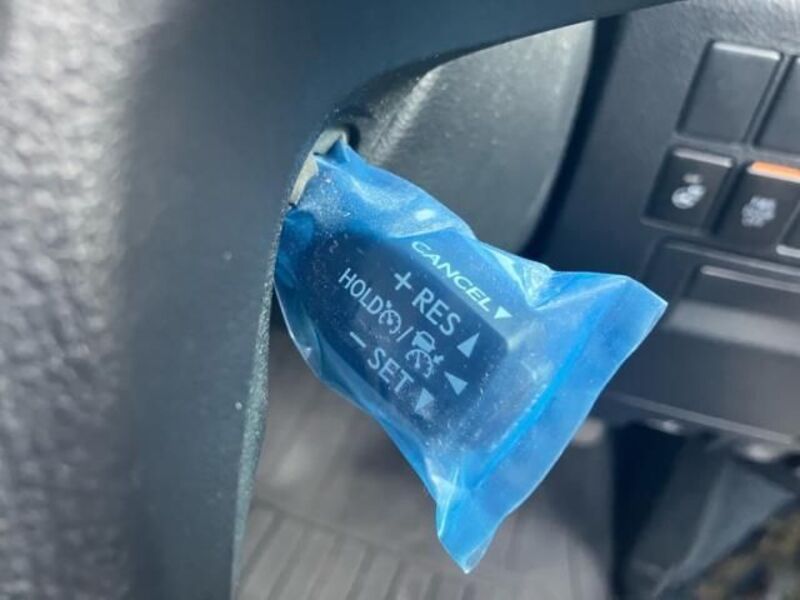 CANCEL▼
+ RES ▲
HOLD /
- SET ▼